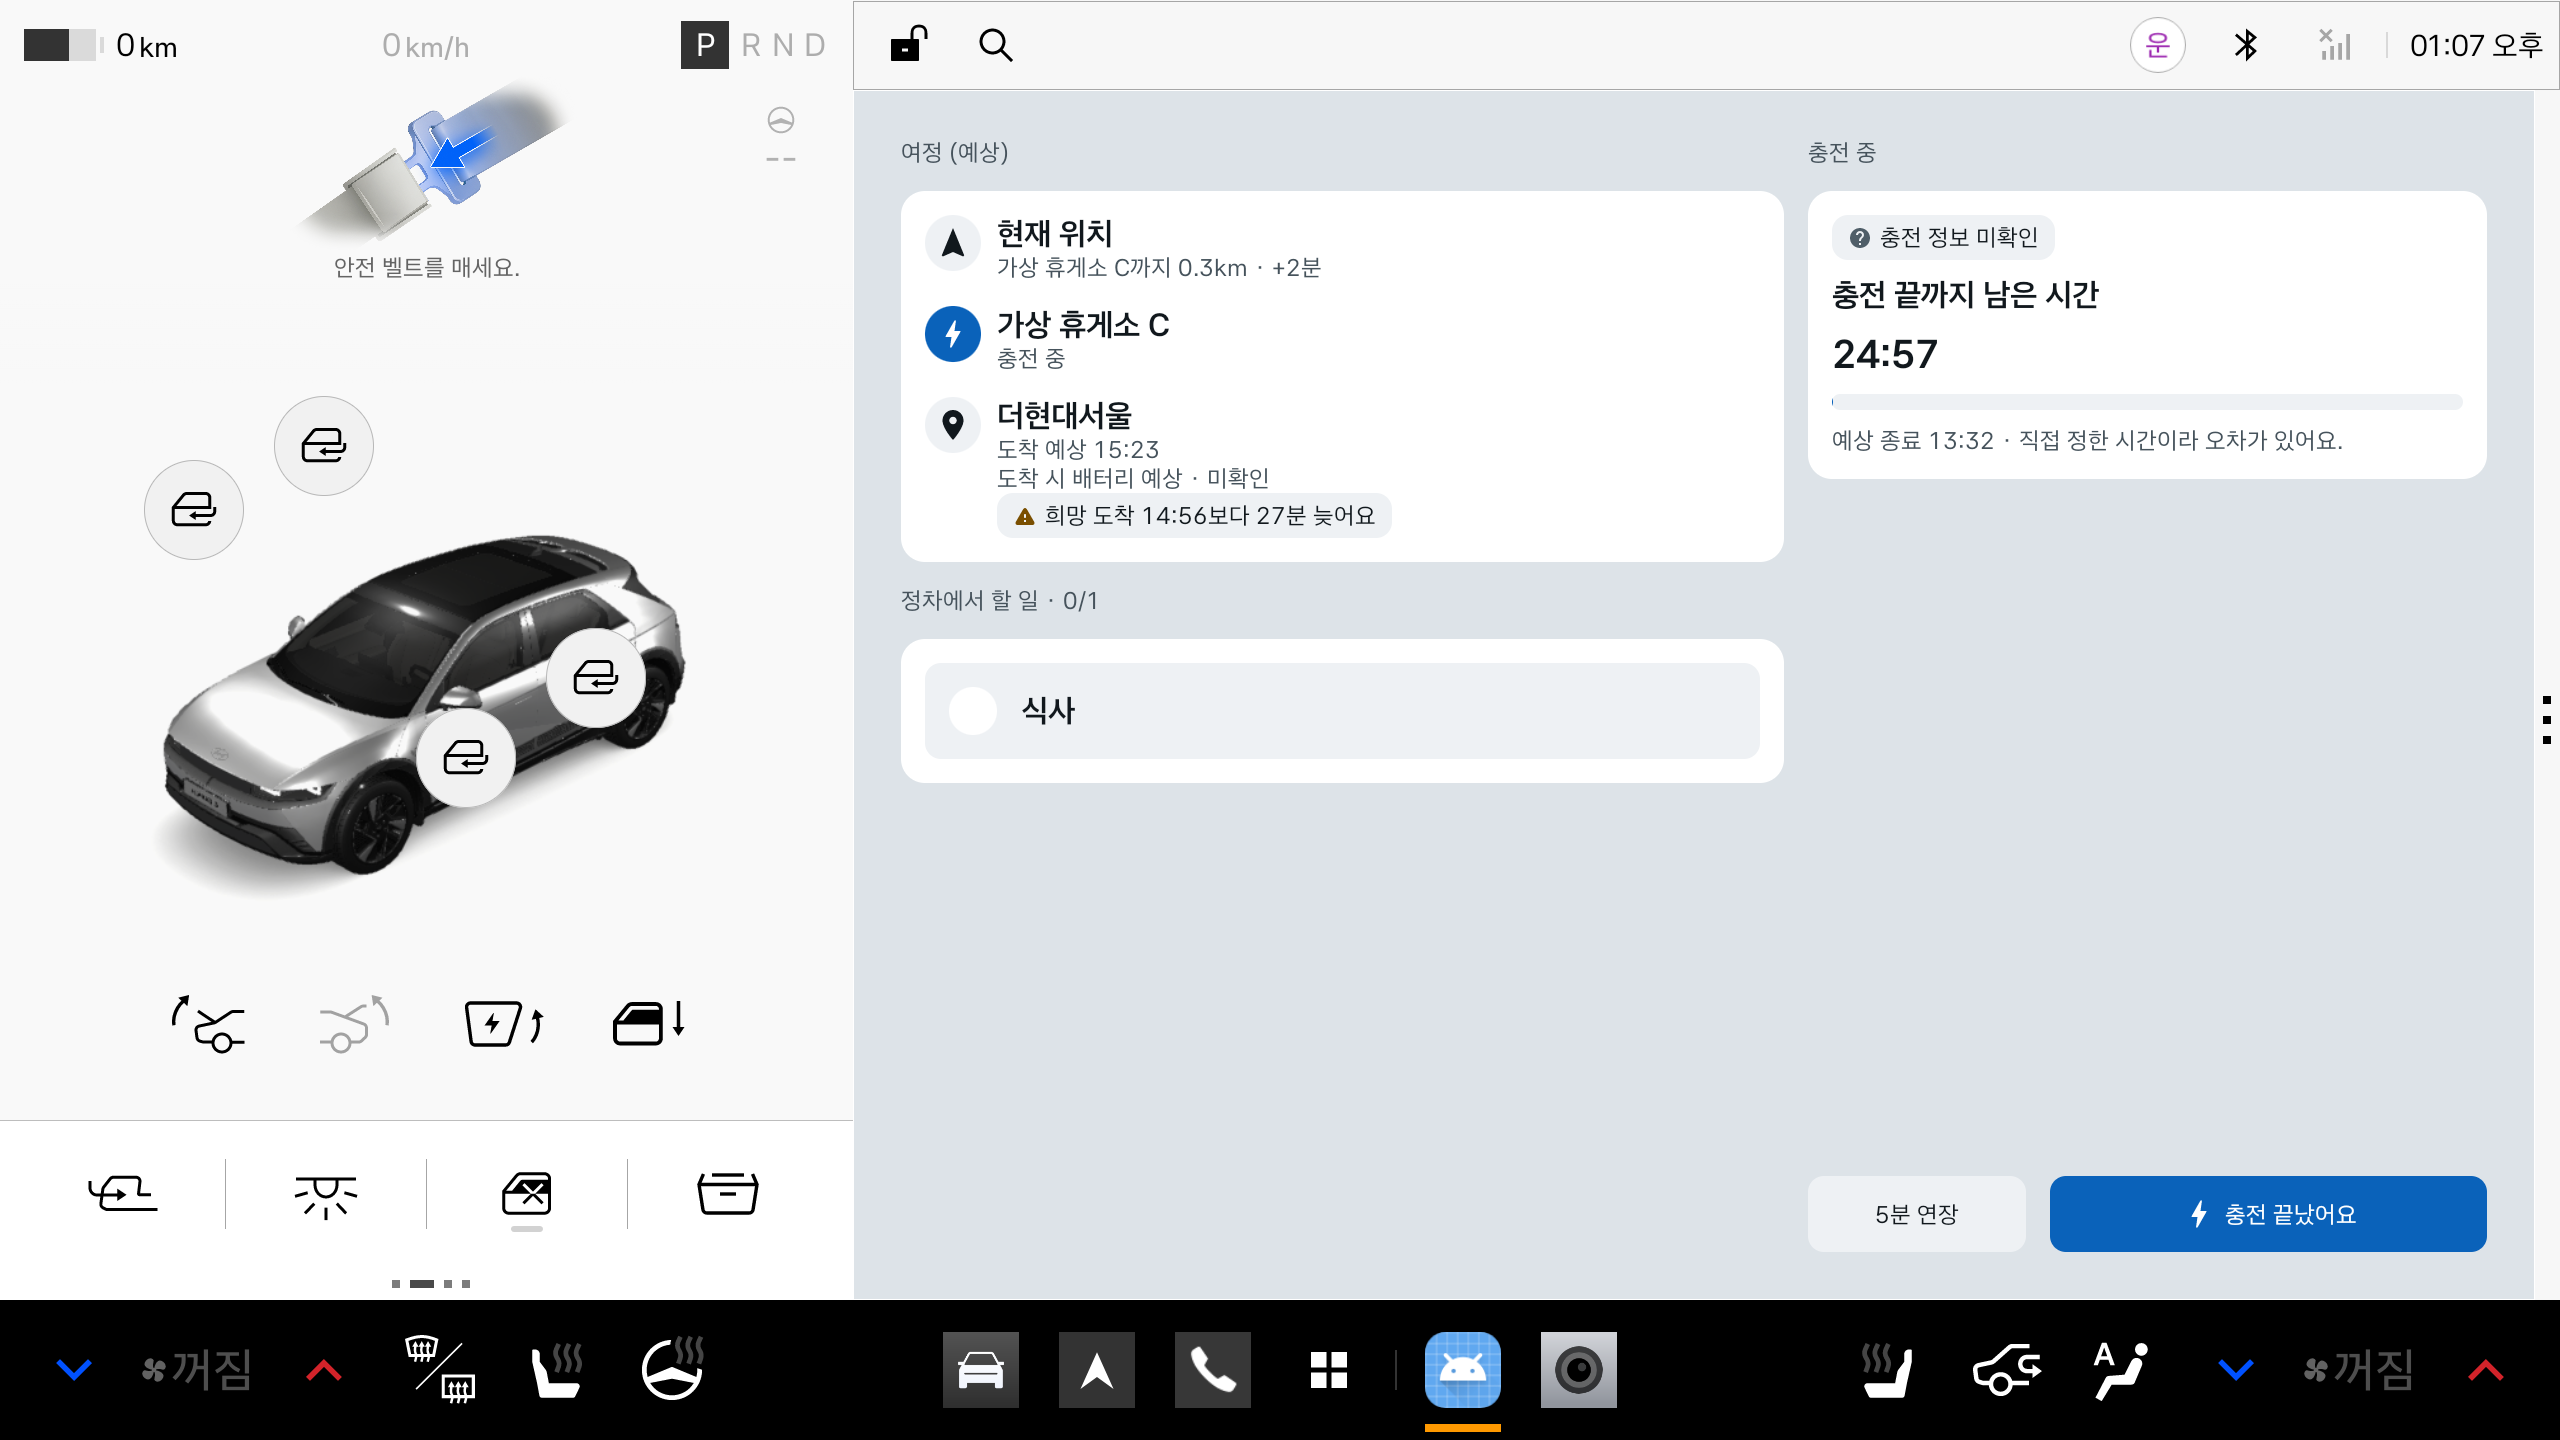 0km
0km/h
P R N D
운
01:07 오후
안전 벨트를 매세요.
여정 (예상)
현재 위치
가상 휴게소 C까지 0.3km · +2분
가상 휴게소 C
충전 중
더현대서울
도착 예상 15:23
도착 시 배터리 예상 · 미확인
희망 도착 14:56보다 27분 늦어요
정차에서 할 일 · 0/1
식사
충전 중
충전 정보 미확인
충전 끝까지 남은 시간
24:57
예상 종료 13:32 · 직접 정한 시간이라 오차가 있어요.
5분 연장
충전 끝났어요
꺼짐
A
꺼짐